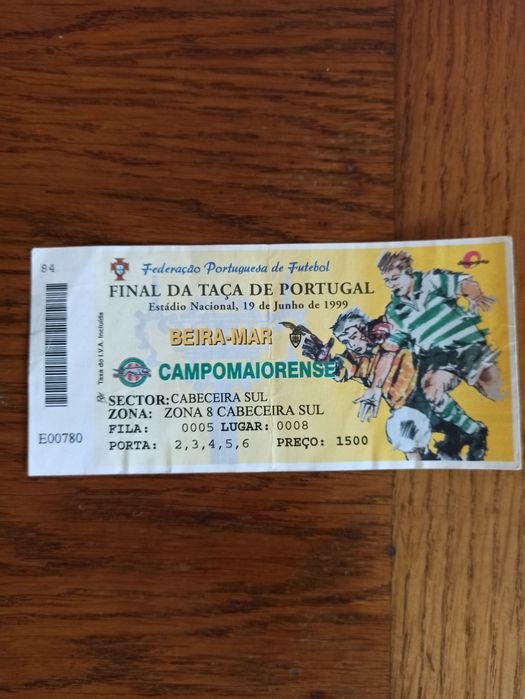 84
Taxa do I.V.A. Incluída
E00780
Federação Portuguesa de Futebol
FINAL DA TAÇA DE PORTUGAL
Estádio Nacional, 19 de Junho de 1999
BEIRA-MAR
CAMPOMAIORENSE
SECTOR: CABECEIRA SUL
ZONA: ZONA 8 CABECEIRA SUL
FILA: 0005 LUGAR: 0008
PORTA: 2,3,4,5,6 PREÇO: 1500